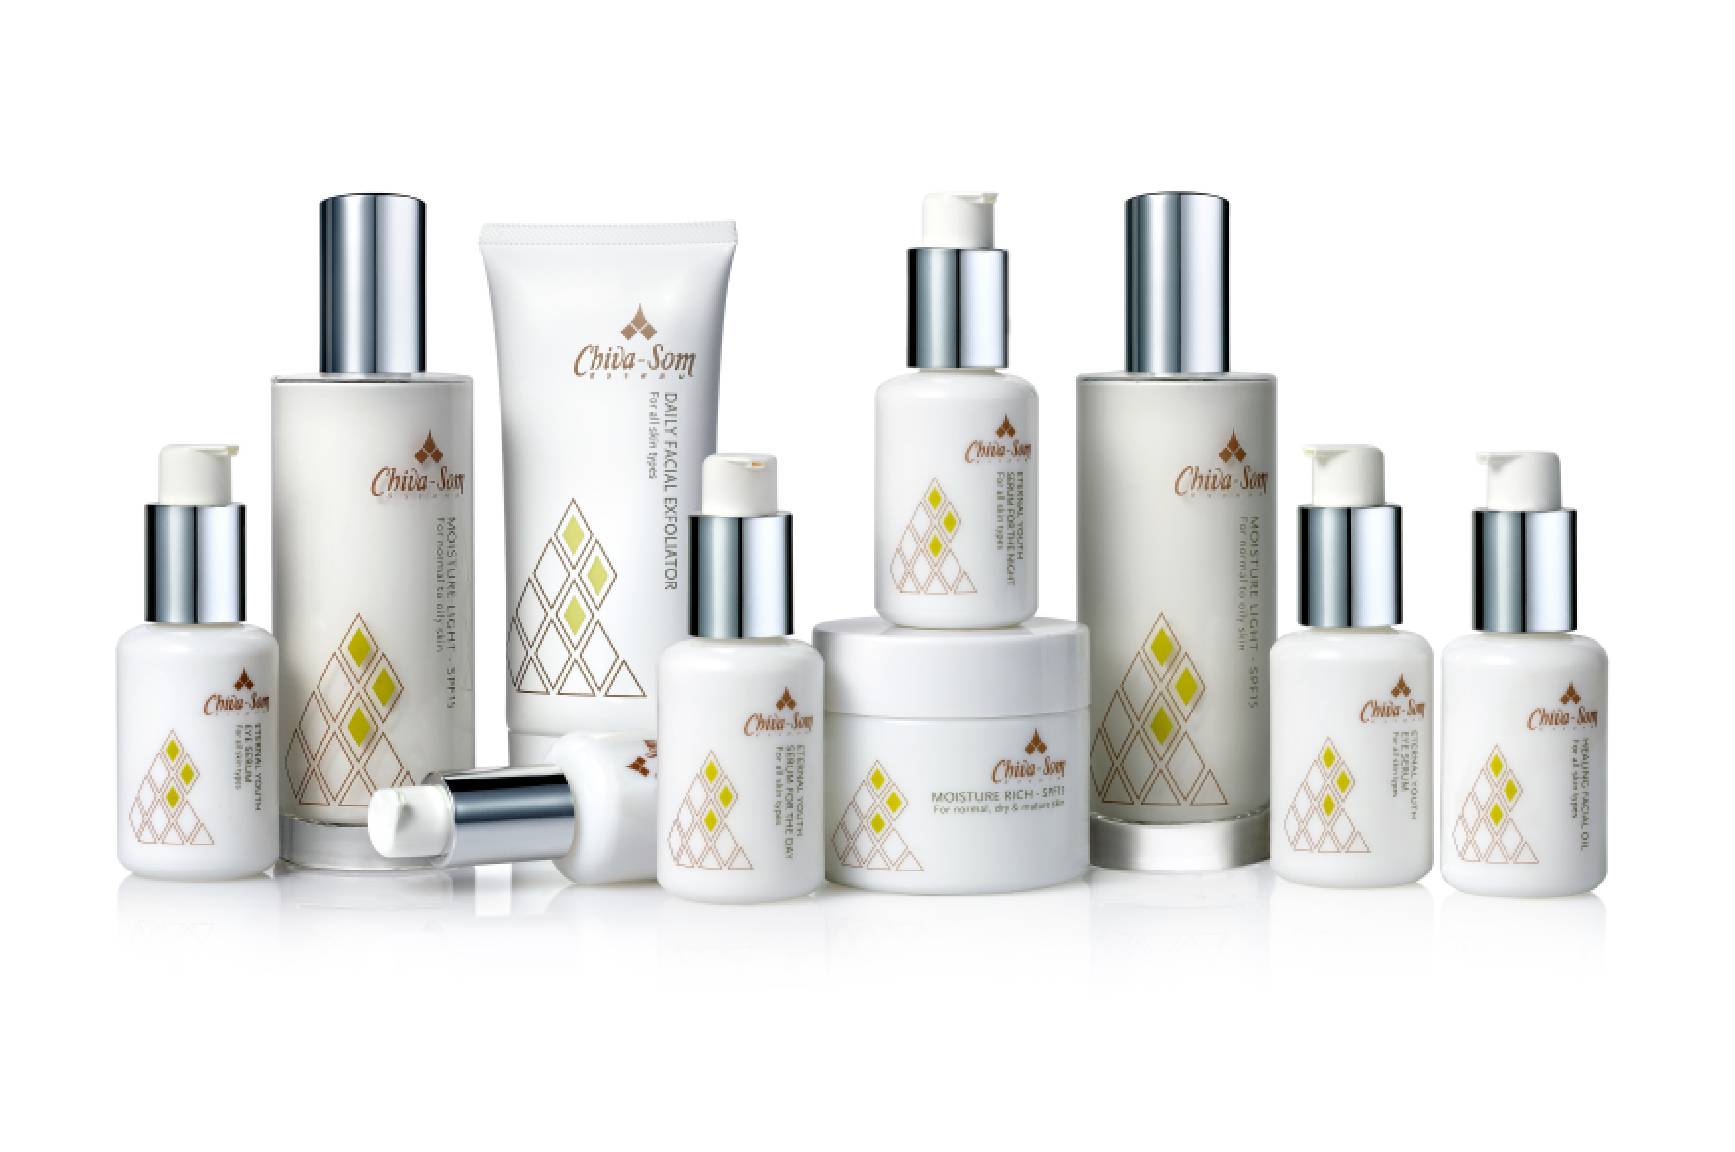 Chiva-Som
ETERNAL YOUTH
EYE SERUM
For all skin types
Chiva-Som
MOISTURE LIGHT - SPF15
For normal to oily skin
Chiva-Som
DAILY FACIAL EXFOLIATOR
For all skin types
Chiva-Som
ETERNAL YOUTH
SERUM FOR THE DAY
For all skin types
Chiva-Som
ETERNAL YOUTH
SERUM FOR THE NIGHT
For all skin types
Chiva-Som
MOISTURE RICH - SPF15
For normal, dry & mature skin
Chiva-Som
MOISTURE LIGHT - SPF15
For normal to oily skin
Chiva-Som
ETERNAL YOUTH
EYE SERUM
For all skin types
Chiva-Som
HEALING FACIAL OIL
For all skin types